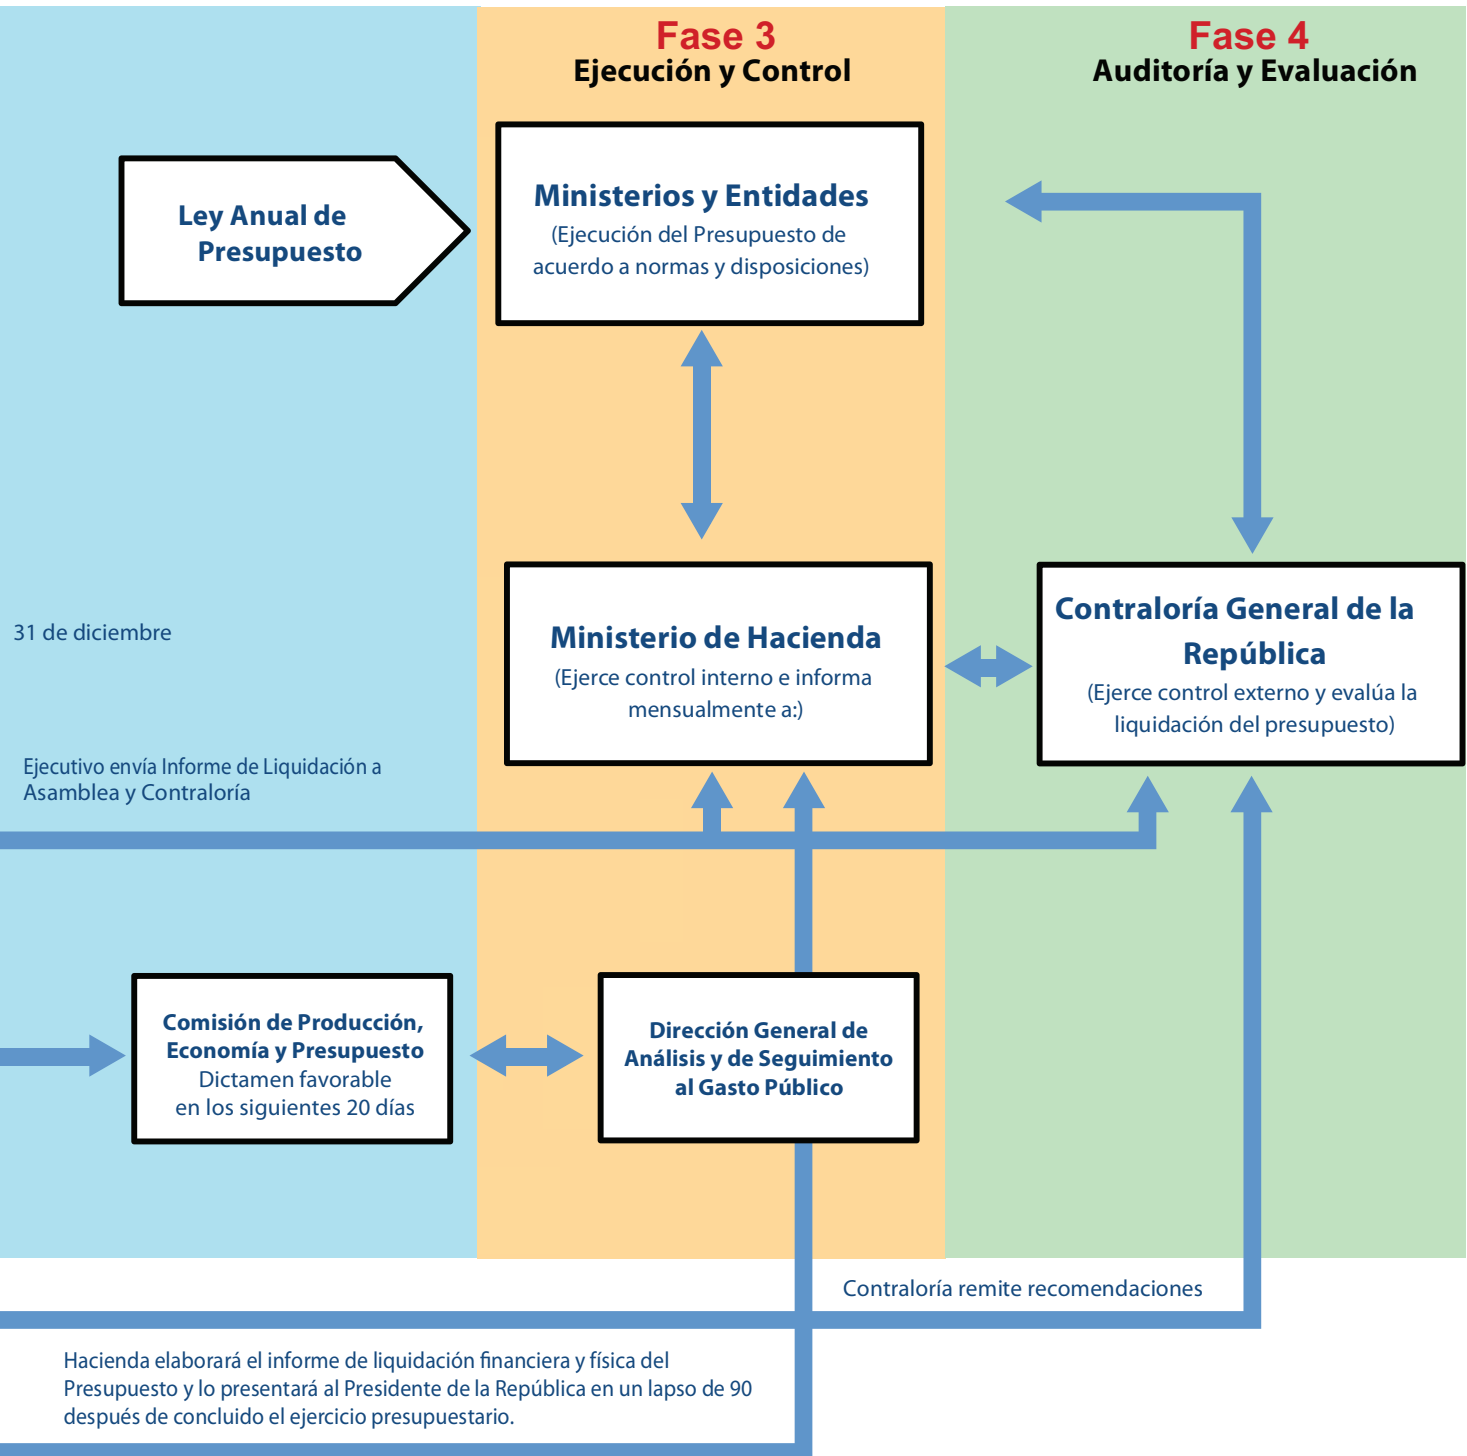 Fase 3
Ejecución y Control
Fase 4
Auditoría y Evaluación
Ley Anual de
Presupuesto
Ministerios y Entidades
(Ejecución del Presupuesto de
acuerdo a normas y disposiciones)
31 de diciembre
Ministerio de Hacienda
(Ejerce control interno e informa
mensualmente a:)
Contraloría General de la
República
(Ejerce control externo y evalúa la
liquidación del presupuesto)
Ejecutivo envía Informe de Liquidación a
Asamblea y Contraloría
Comisión de Producción,
Economía y Presupuesto
Dictamen favorable
en los siguientes 20 días
Dirección General de
Análisis y de Seguimiento
al Gasto Público
Contraloría remite recomendaciones
Hacienda elaborará el informe de liquidación financiera y física del
Presupuesto y lo presentará al Presidente de la República en un lapso de 90
después de concluido el ejercicio presupuestario.